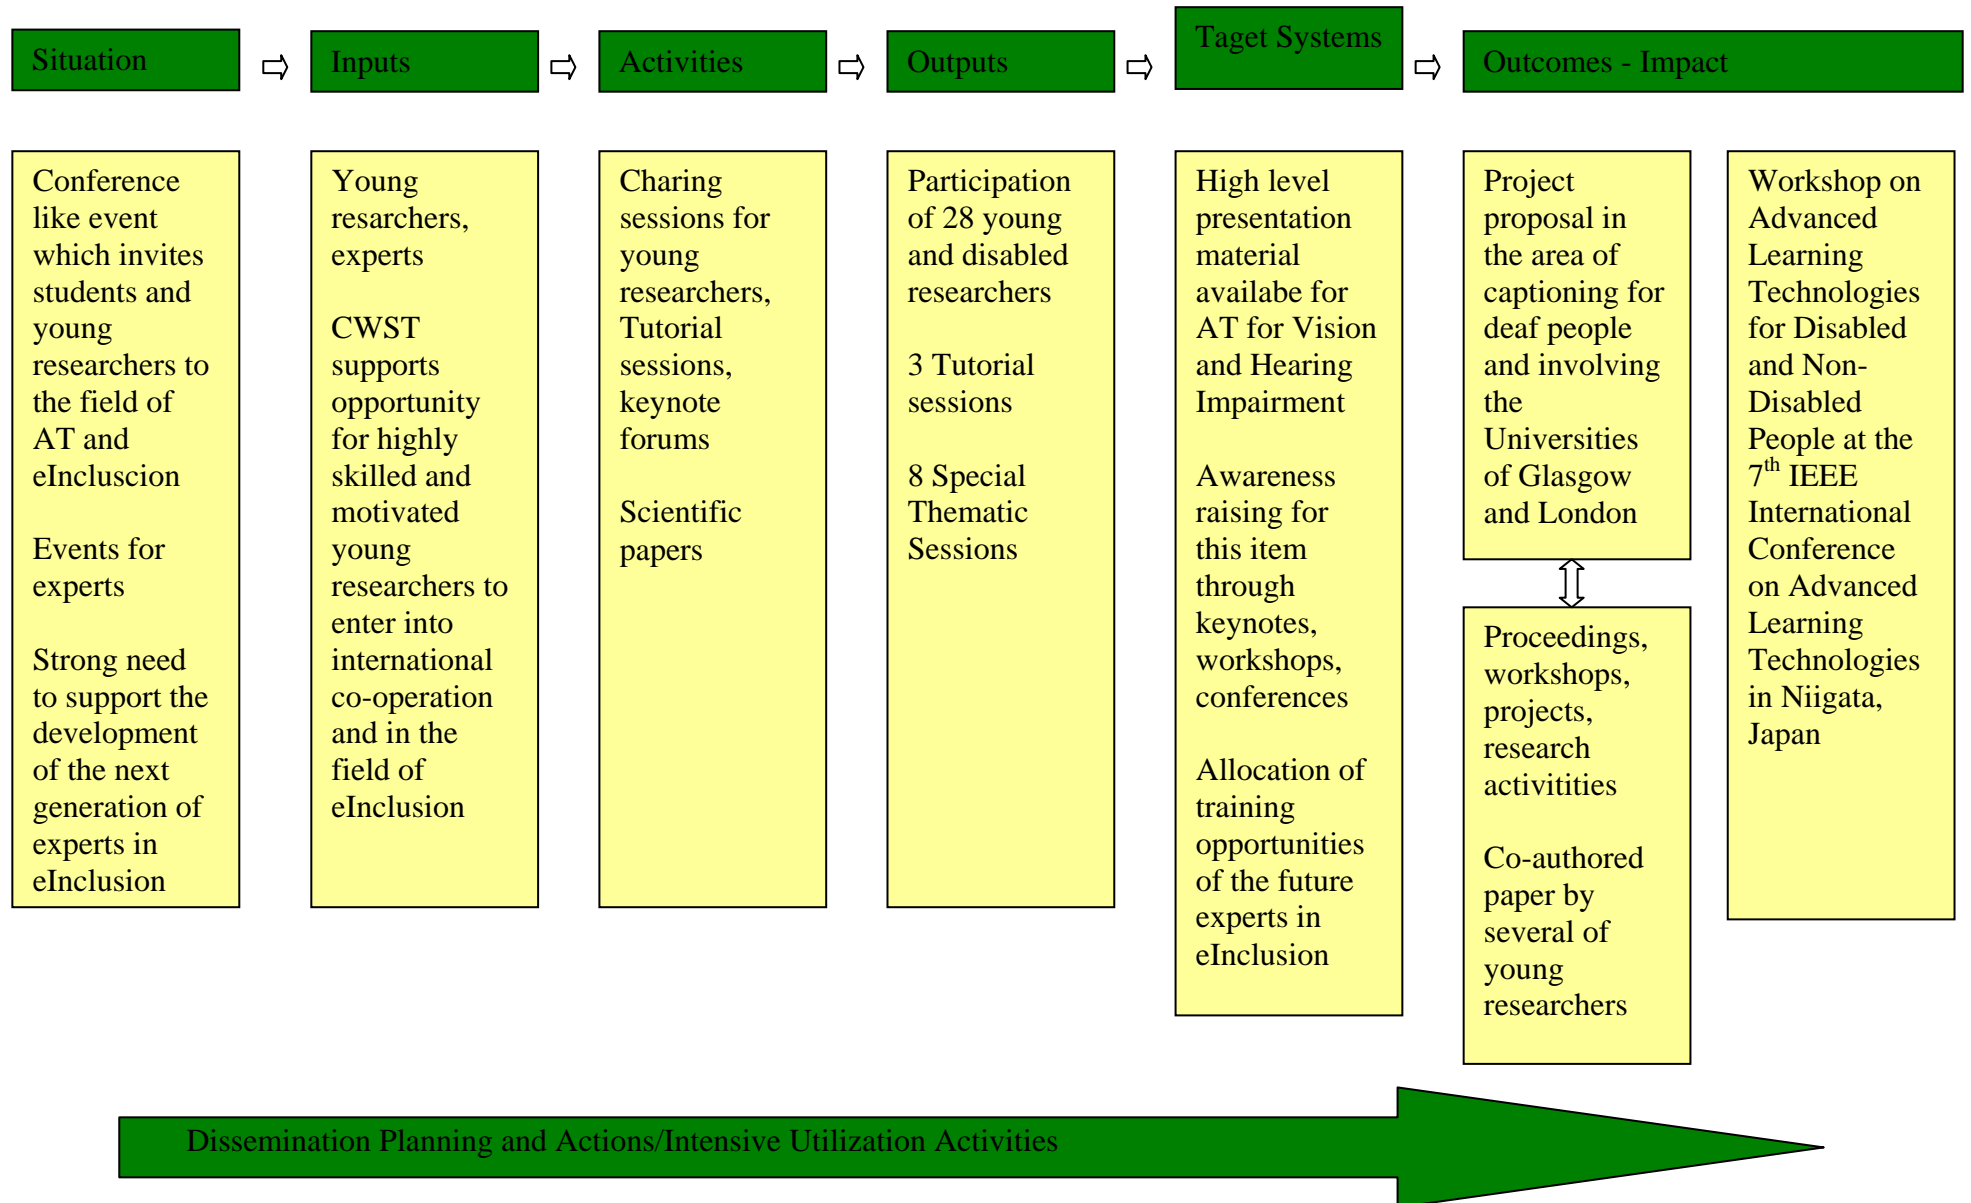 Situation
Inputs
Activities
Outputs
Taget Systems
Outcomes - Impact
Conference
like event
which invites
students and
young
researchers to
the field of
AT and
eIncluscion
Events for
experts
Strong need
to support the
development
of the next
generation of
experts in
eInclusion
Young
resarchers,
experts
CWST
supports
opportunity
for highly
skilled and
motivated
young
researchers to
enter into
international
co-operation
and in the
field of
eInclusion
Charing
sessions for
young
researchers,
Tutorial
sessions,
keynote
forums
Scientific
papers
Participation
of 28 young
and disabled
researchers
3 Tutorial
sessions
8 Special
Thematic
Sessions
High level
presentation
material
availabe for
AT for Vision
and Hearing
Impairment
Awareness
raising for
this item
through
keynotes,
workshops,
conferences
Allocation of
training
opportunities
of the future
experts in
eInclusion
Project
proposal in
the area of
captioning for
deaf people
and involving
the
Universities
of Glasgow
and London
Proceedings,
workshops,
projects,
research
activitities
Co-authored
paper by
several of
young
researchers
Workshop on
Advanced
Learning
Technologies
for Disabled
and Non-
Disabled
People at the
7th IEEE
International
Conference
on Advanced
Learning
Technologies
in Niigata,
Japan
Dissemination Planning and Actions/Intensive Utilization Activities